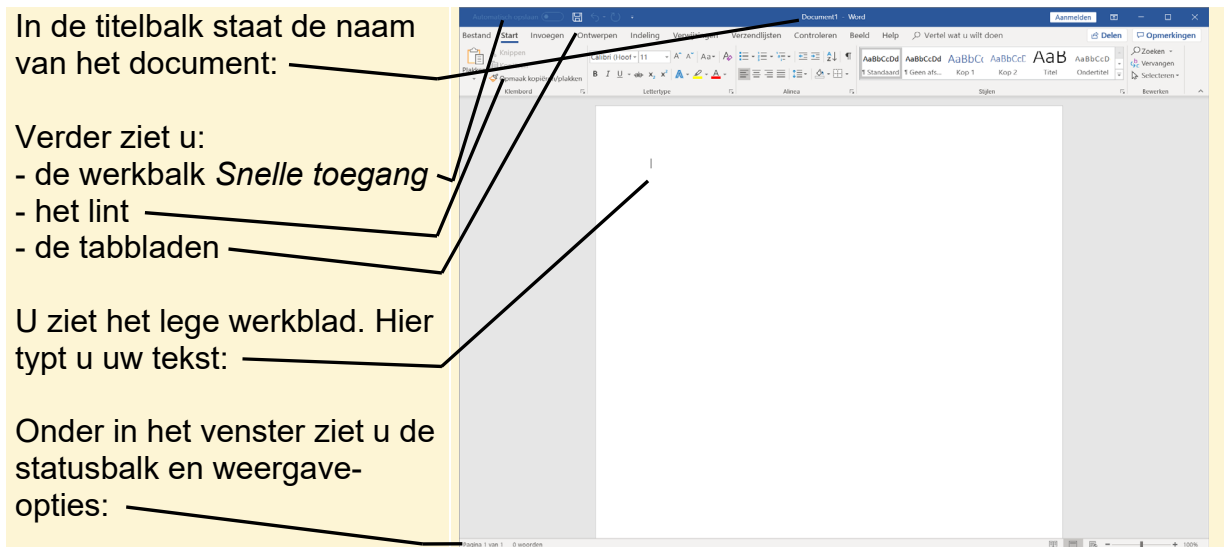 In de titelbalk staat de naam
van het document:
Verder ziet u:
- de werkbalk Snelle toegang
- het lint
- de tabbladen
U ziet het lege werkblad. Hier
typt u uw tekst:
Onder in het venster ziet u de
statusbalk en weergave-
opties:
Document1 - Word
Aanmelden
Bestand Start Invoegen Ontwerpen Indeling Verwijzingen Verzendlijsten Controleren Beeld Help Vertel wat u wilt doen Delen Opmerkingen
Knippen
Opmaak kopiëren/plakken
Klembord
11
Aa
B I U
Lettertype
Alinea
AaBbCcDd AaBbCcDd AaBbCc AaBbCcC AaB AaBbCcD
¶ Standaard ¶ Geen afs... Kop 1 Kop 2 Titel Ondertitel
Stijlen
Zoeken
Vervangen
Selecteren
Bewerken
Pagina 1 van 1 0 woorden
100%